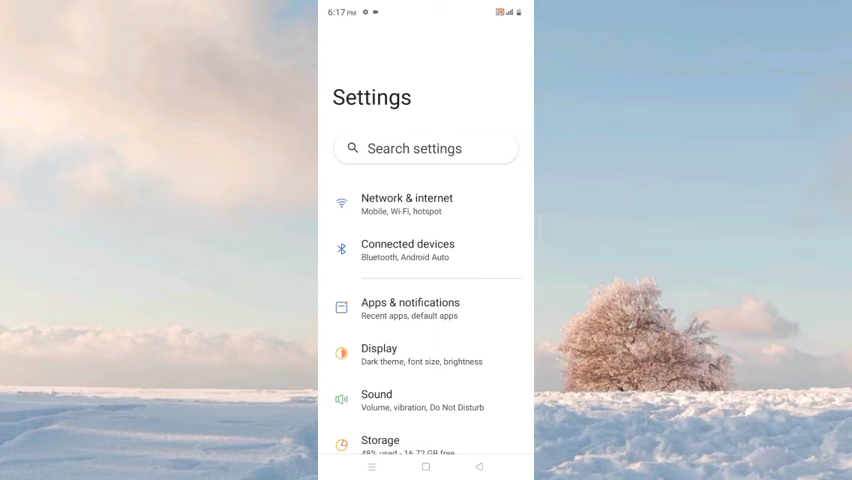 6:17 PM
Settings
Search settings
Network & internet
Mobile, Wi-Fi, hotspot
Connected devices
Bluetooth, Android Auto
Apps & notifications
Recent apps, default apps
Display
Dark theme, font size, brightness
Sound
Volume, vibration, Do Not Disturb
Storage
48% used - 16.72 GB free